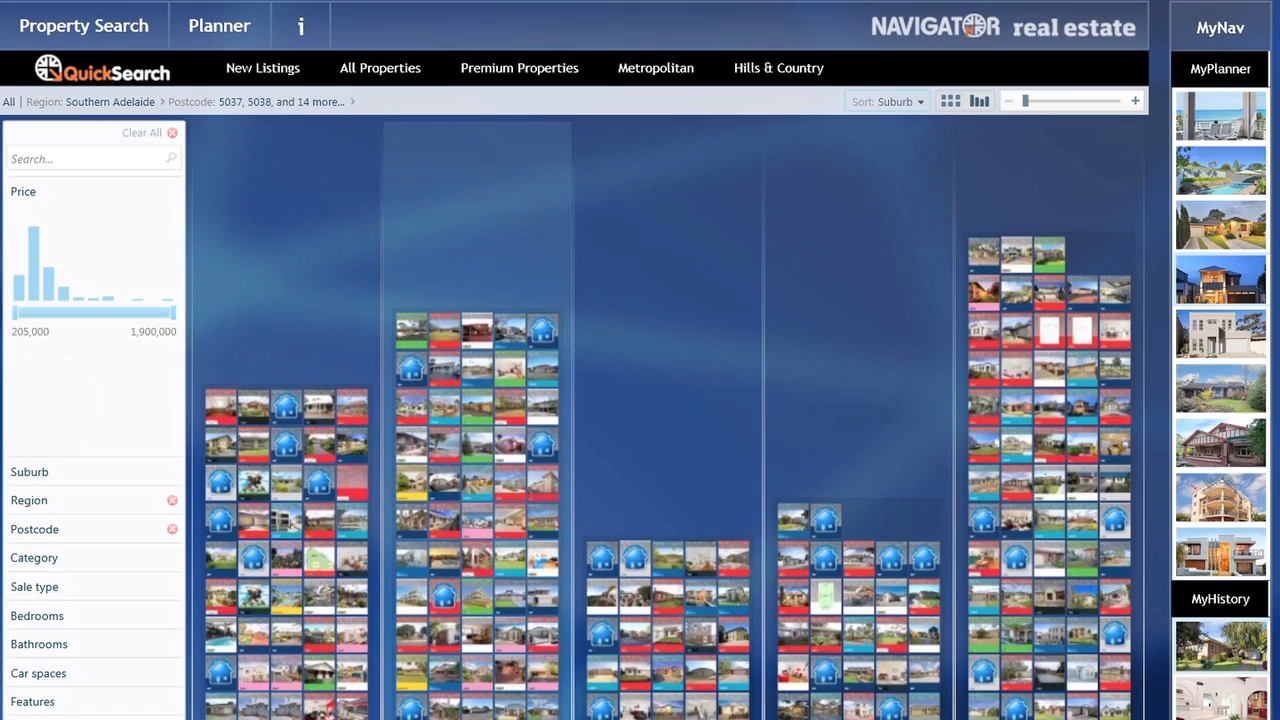 Property Search
Planner
i
NAVIGATOR real estate
MyNav
QuickSearch
New Listings
All Properties
Premium Properties
Metropolitan
Hills & Country
MyPlanner
All | Region: Southern Adelaide > Postcode: 5037, 5038, and 14 more... >
Sort: Suburb
Clear All
Search...
Price
205,000
1,900,000
Suburb
Region
Postcode
Category
Sale type
Bedrooms
Bathrooms
Car spaces
Features
MyHistory